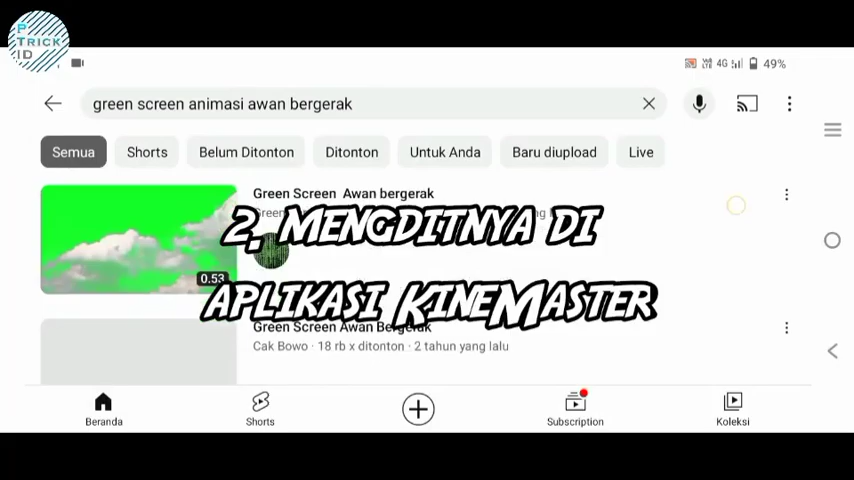 P
TRICK
ID
4G 49%
green screen animasi awan bergerak
Semua Shorts Belum Ditonton Ditonton Untuk Anda Baru diupload Live
Green Screen Awan bergerak
2. MENGDITNYA DI
0.53
APLIKASI KINEMASTER
Green Screen Awan Bergerak
Cak Bowo · 18 rb x ditonton · 2 tahun yang lalu
Beranda Shorts Subscription Koleksi